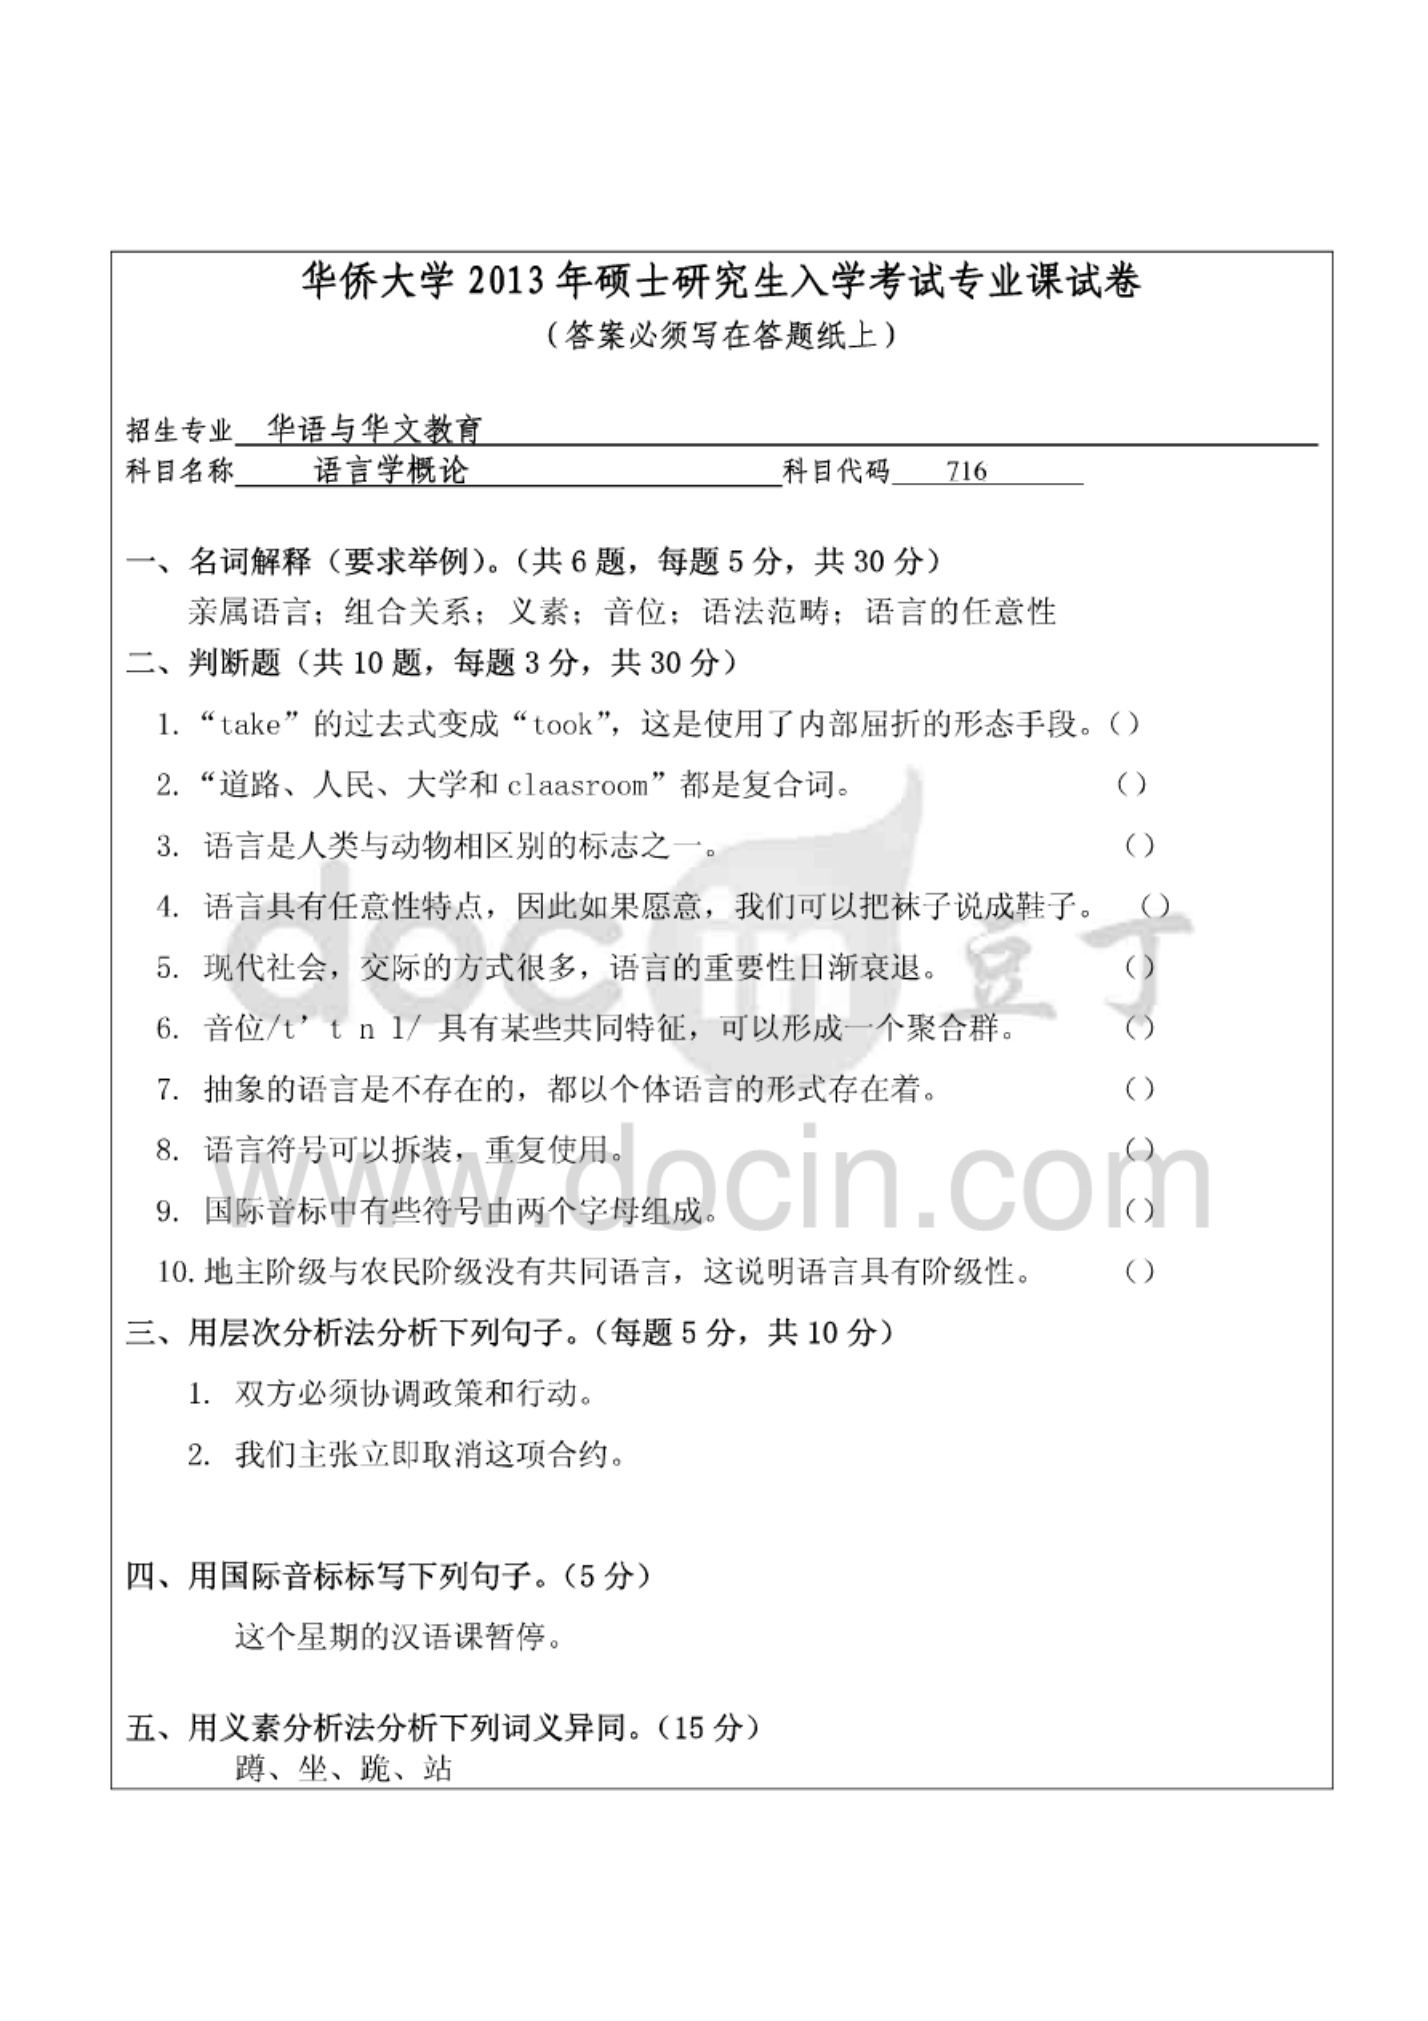 华侨大学 2013 年硕士研究生入学考试专业课试卷
（答案必须写在答题纸上）
招生专业 华语与华文教育
科目名称 语言学概论 科目代码 716
一、名词解释（要求举例）。（共 6 题，每题 5 分，共 30 分）
亲属语言；组合关系；义素；音位；语法范畴；语言的任意性
二、判断题（共 10 题，每题 3 分，共 30 分）
1. “take”的过去式变成“took”，这是使用了内部屈折的形态手段。（）
2. “道路、人民、大学和 claasroom”都是复合词。 （）
3. 语言是人类与动物相区别的标志之一。 （）
4. 语言具有任意性特点，因此如果愿意，我们可以把袜子说成鞋子。 （）
5. 现代社会，交际的方式很多，语言的重要性日渐衰退。 （）
6. 音位/t’ t n l/ 具有某些共同特征，可以形成一个聚合群。 （）
7. 抽象的语言是不存在的，都以个体语言的形式存在着。 （）
8. 语言符号可以拆装，重复使用。 （）
9. 国际音标中有些符号由两个字母组成。 （）
10. 地主阶级与农民阶级没有共同语言，这说明语言具有阶级性。 （）
三、用层次分析法分析下列句子。（每题 5 分，共 10 分）
1. 双方必须协调政策和行动。
2. 我们主张立即取消这项合约。
四、用国际音标标写下列句子。（5 分）
这个星期的汉语课暂停。
五、用义素分析法分析下列词义异同。（15 分）
蹲、坐、跪、站
docin 豆丁
www.docin.com